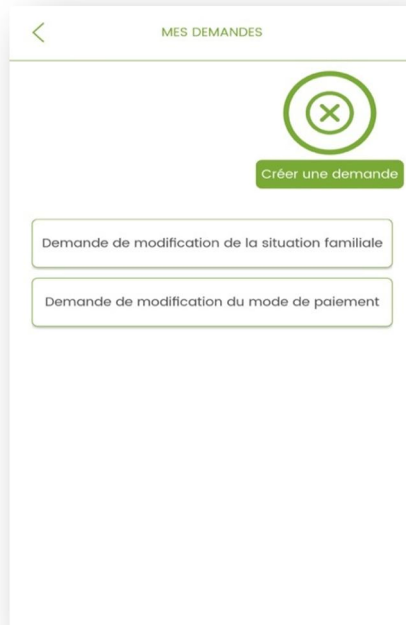 MES DEMANDES
Créer une demande
Demande de modification de la situation familiale
Demande de modification du mode de paiement